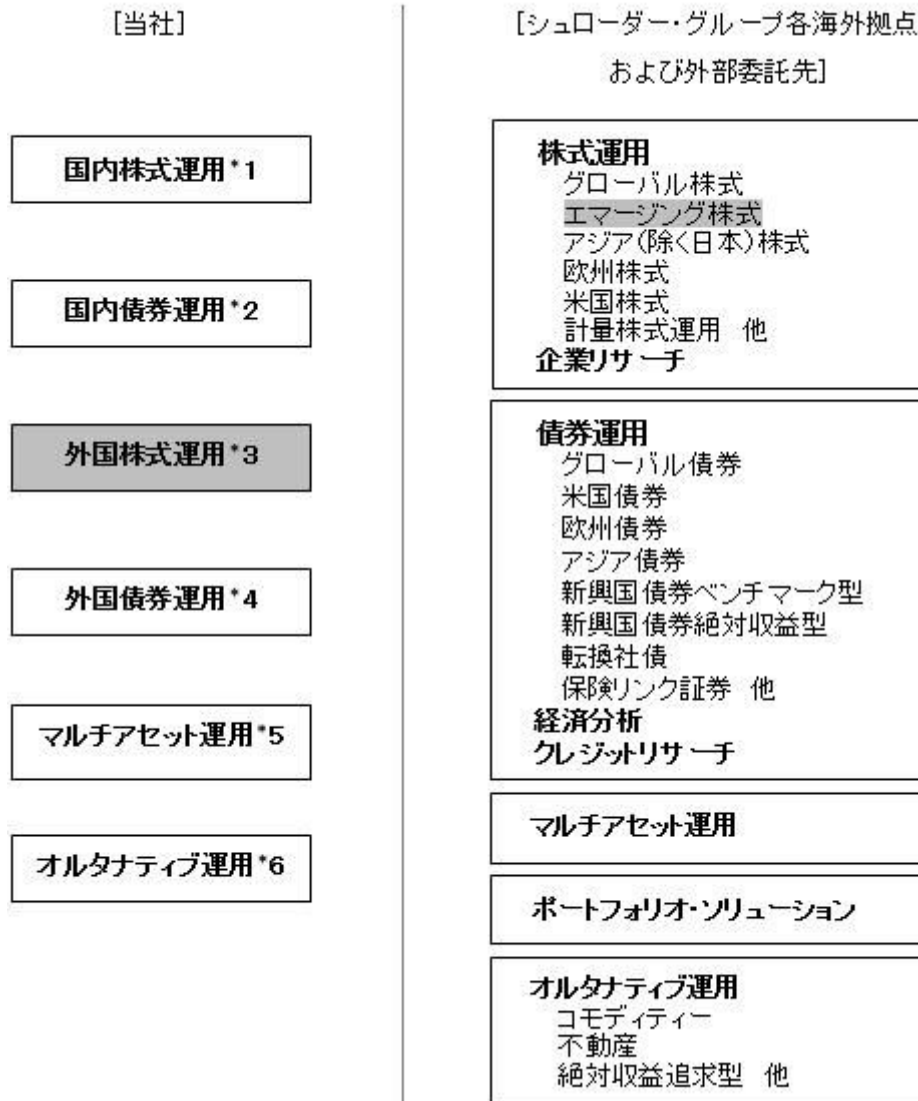 [当社]
国内株式運用*1
国内債券運用*2
外国株式運用*3
外国債券運用*4
マルチアセット運用*5
オルタナティブ運用*6
[シュローダー・グループ各海外拠点
および外部委託先]
株式運用
グローバル株式
エマージング株式
アジア(除く日本)株式
欧州株式
米国株式
計量株式運用 他
企業リサーチ
債券運用
グローバル債券
米国債券
欧州債券
アジア債券
新興国債券ベンチマーク型
新興国債券絶対収益型
転換社債
保険リンク証券 他
経済分析
クレジットリサーチ
マルチアセット運用
ポートフォリオ・ソリューション
オルタナティブ運用
コモディティー
不動産
絶対収益追求型 他